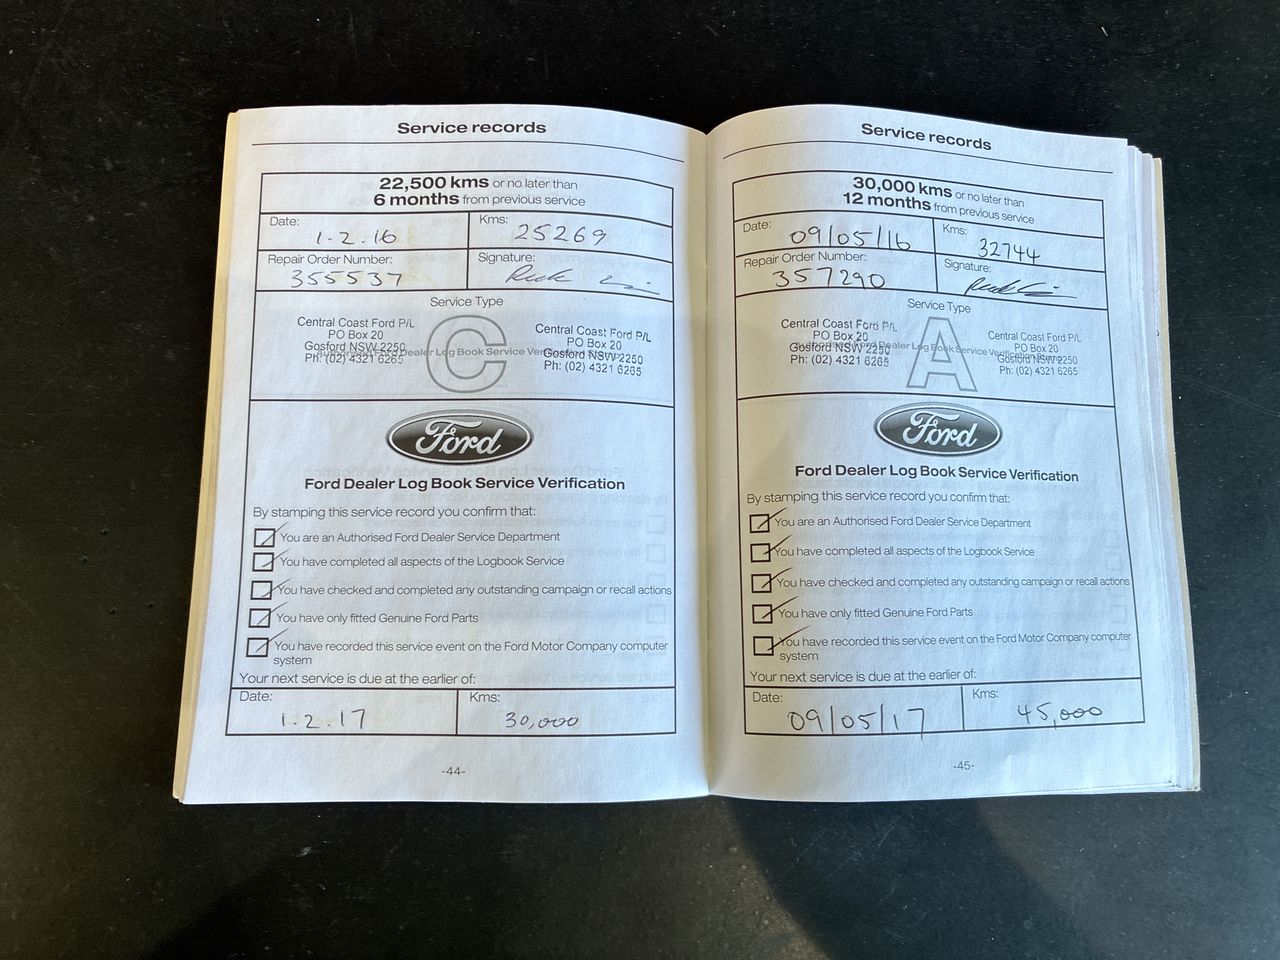 Service records
22,500 kms or no later than
6 months from previous service
Date: 1.2.16
Kms: 25269
Repair Order Number: 355537
Signature:
Service Type
C
Central Coast Ford P/L
PO Box 20
Gosford NSW 2250
Ph: (02) 4321 6265
Central Coast Ford P/L
PO Box 20
Gosford NSW 2250
Ph: (02) 4321 6265
Authorised Ford Dealer Log Book Service Verification
Ford
Ford Dealer Log Book Service Verification
By stamping this service record you confirm that:
You are an Authorised Ford Dealer Service Department
You have completed all aspects of the Logbook Service
You have checked and completed any outstanding campaign or recall actions
You have only fitted Genuine Ford Parts
You have recorded this service event on the Ford Motor Company computer
system
Your next service is due at the earlier of:
Date: 1.2.17
Kms: 30,000
-44-
Service records
30,000 kms or no later than
12 months from previous service
Date: 09/05/16
Kms: 32744
Repair Order Number: 357290
Signature:
Service Type
A
Central Coast Ford P/L
PO Box 20
Gosford NSW 2250
Ph: (02) 4321 6265
Central Coast Ford P/L
PO Box 20
Gosford NSW 2250
Ph: (02) 4321 6265
Authorised Ford Dealer Log Book Service Verification
Ford
Ford Dealer Log Book Service Verification
By stamping this service record you confirm that:
You are an Authorised Ford Dealer Service Department
You have completed all aspects of the Logbook Service
You have checked and completed any outstanding campaign or recall actions
You have only fitted Genuine Ford Parts
You have recorded this service event on the Ford Motor Company computer
system
Your next service is due at the earlier of:
Date: 09/05/17
Kms: 45,000
-45-